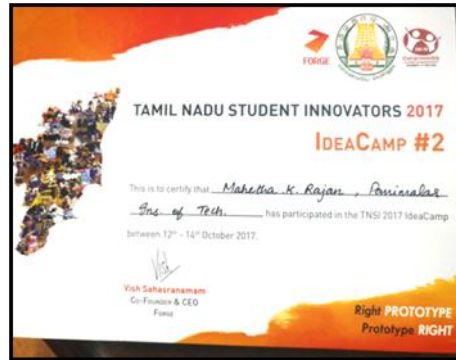 FORGE
TAMIL NADU STUDENT INNOVATORS 2017
IDEACAMP #2
This is to certify that Mahetha K. Rajan, Panimalar
Ins. of Tech. has participated in the TNSI 2017 IdeaCamp
between 12th - 14th October 2017.
Vish
Vish Sahasranamam
CO-FOUNDER & CEO
FORGE
Right PROTOTYPE
Prototype RIGHT